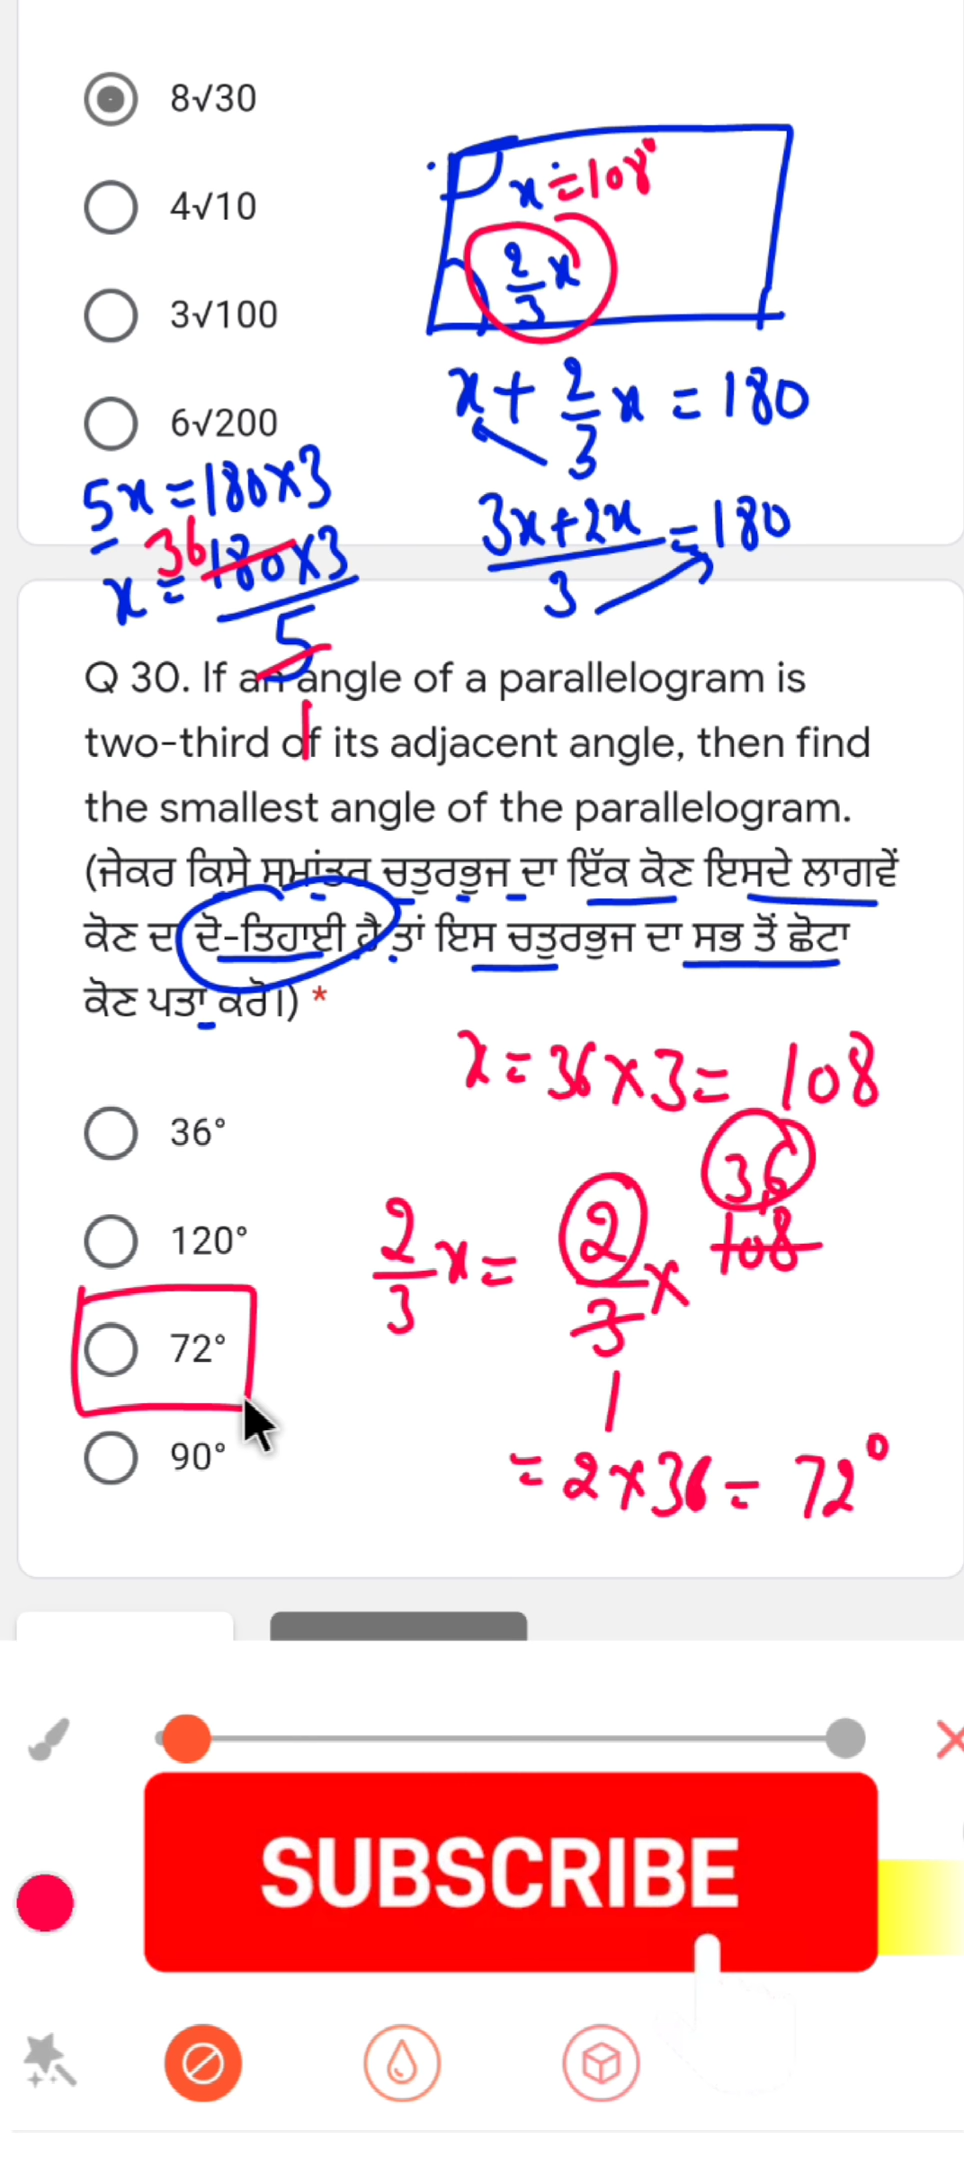 8√30
x = 108°
4√10
2/3 x
3√100
x + 2/3 x = 180
6√200
5x = 180×3
3x+2x/3 = 180
36
x = 180×3/5
Q 30. If an angle of a parallelogram is
1
two-third of its adjacent angle, then find
the smallest angle of the parallelogram.
(ਜੇਕਰ ਕਿਸੇ ਸਮਾਂਤਰ ਚਤੁਰਭੁਜ ਦਾ ਇੱਕ ਕੋਣ ਇਸਦੇ ਲਾਗਵੇਂ
ਕੋਣ ਦਾ ਦੋ-ਤਿਹਾਈ ਹੈ ਤਾਂ ਇਸ ਚਤੁਰਭੁਜ ਦਾ ਸਭ ਤੋਂ ਛੋਟਾ
ਕੋਣ ਪਤਾ ਕਰੋ।) *
x = 36×3 = 108
36°
36
2/3 x = 2/3 × 108
120°
72°
1
90°
= 2×36 = 72°
SUBSCRIBE